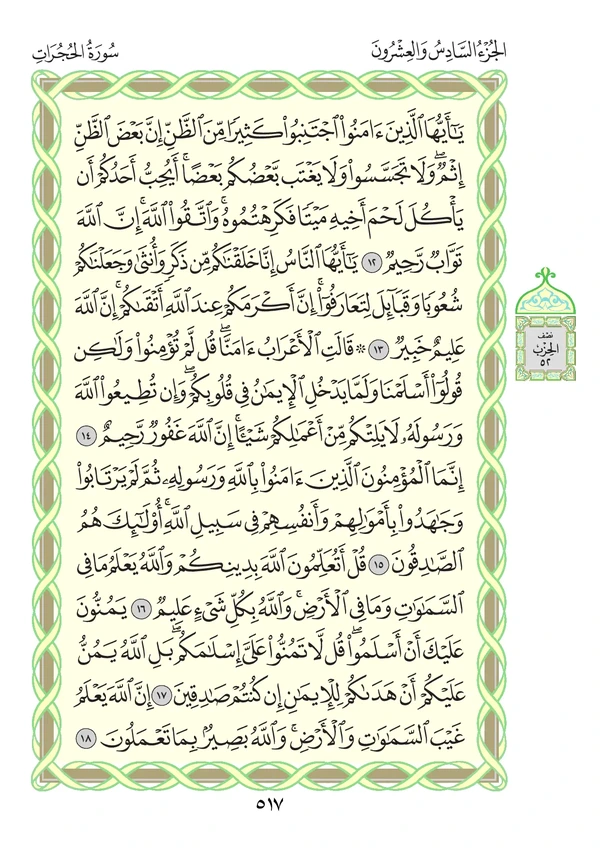 الجُزْءُ السَّادِسُ وَالعِشْرُونَ
سُورَةُ الحُجُرَاتِ
يَٰٓأَيُّهَا ٱلَّذِينَ ءَامَنُوا۟ ٱجْتَنِبُوا۟ كَثِيرًا مِّنَ ٱلظَّنِّ إِنَّ بَعْضَ ٱلظَّنِّ
إِثْمٌ ۖ وَلَا تَجَسَّسُوا۟ وَلَا يَغْتَب بَّعْضُكُم بَعْضًا ۚ أَيُحِبُّ أَحَدُكُمْ أَن
يَأْكُلَ لَحْمَ أَخِيهِ مَيْتًا فَكَرِهْتُمُوهُ ۚ وَٱتَّقُوا۟ ٱللَّهَ ۚ إِنَّ ٱللَّهَ
تَوَّابٌ رَّحِيمٌ ١٢ يَٰٓأَيُّهَا ٱلنَّاسُ إِنَّا خَلَقْنَٰكُم مِّن ذَكَرٍ وَأُنثَىٰ وَجَعَلْنَٰكُمْ
شُعُوبًا وَقَبَآئِلَ لِتَعَارَفُوٓا۟ ۚ إِنَّ أَكْرَمَكُمْ عِندَ ٱللَّهِ أَتْقَىٰكُمْ ۚ إِنَّ ٱللَّهَ
عَلِيمٌ خَبِيرٌ ١٣ ۞ قَالَتِ ٱلْأَعْرَابُ ءَامَنَّا ۖ قُل لَّمْ تُؤْمِنُوا۟ وَلَٰكِن
قُولُوٓا۟ أَسْلَمْنَا وَلَمَّا يَدْخُلِ ٱلْإِيمَٰنُ فِى قُلُوبِكُمْ ۖ وَإِن تُطِيعُوا۟ ٱللَّهَ
وَرَسُولَهُۥ لَا يَلِتْكُم مِّنْ أَعْمَٰلِكُمْ شَيْـًٔا ۚ إِنَّ ٱللَّهَ غَفُورٌ رَّحِيمٌ ١٤
إِنَّمَا ٱلْمُؤْمِنُونَ ٱلَّذِينَ ءَامَنُوا۟ بِٱللَّهِ وَرَسُولِهِۦ ثُمَّ لَمْ يَرْتَابُوا۟
وَجَٰهَدُوا۟ بِأَمْوَٰلِهِمْ وَأَنفُسِهِمْ فِى سَبِيلِ ٱللَّهِ ۚ أُو۟لَٰٓئِكَ هُمُ
ٱلصَّٰدِقُونَ ١٥ قُلْ أَتُعَلِّمُونَ ٱللَّهَ بِدِينِكُمْ وَٱللَّهُ يَعْلَمُ مَا فِى
ٱلسَّمَٰوَٰتِ وَمَا فِى ٱلْأَرْضِ ۚ وَٱللَّهُ بِكُلِّ شَىْءٍ عَلِيمٌ ١٦ يَمُنُّونَ
عَلَيْكَ أَنْ أَسْلَمُوا۟ ۖ قُل لَّا تَمُنُّوا۟ عَلَىَّ إِسْلَٰمَكُم ۖ بَلِ ٱللَّهُ يَمُنُّ
عَلَيْكُمْ أَنْ هَدَىٰكُمْ لِلْإِيمَٰنِ إِن كُنتُمْ صَٰدِقِينَ ١٧ إِنَّ ٱللَّهَ يَعْلَمُ
غَيْبَ ٱلسَّمَٰوَٰتِ وَٱلْأَرْضِ ۚ وَٱللَّهُ بَصِيرٌۢ بِمَا تَعْمَلُونَ ١٨
نصف
الحزب
٥٢
٥١٧